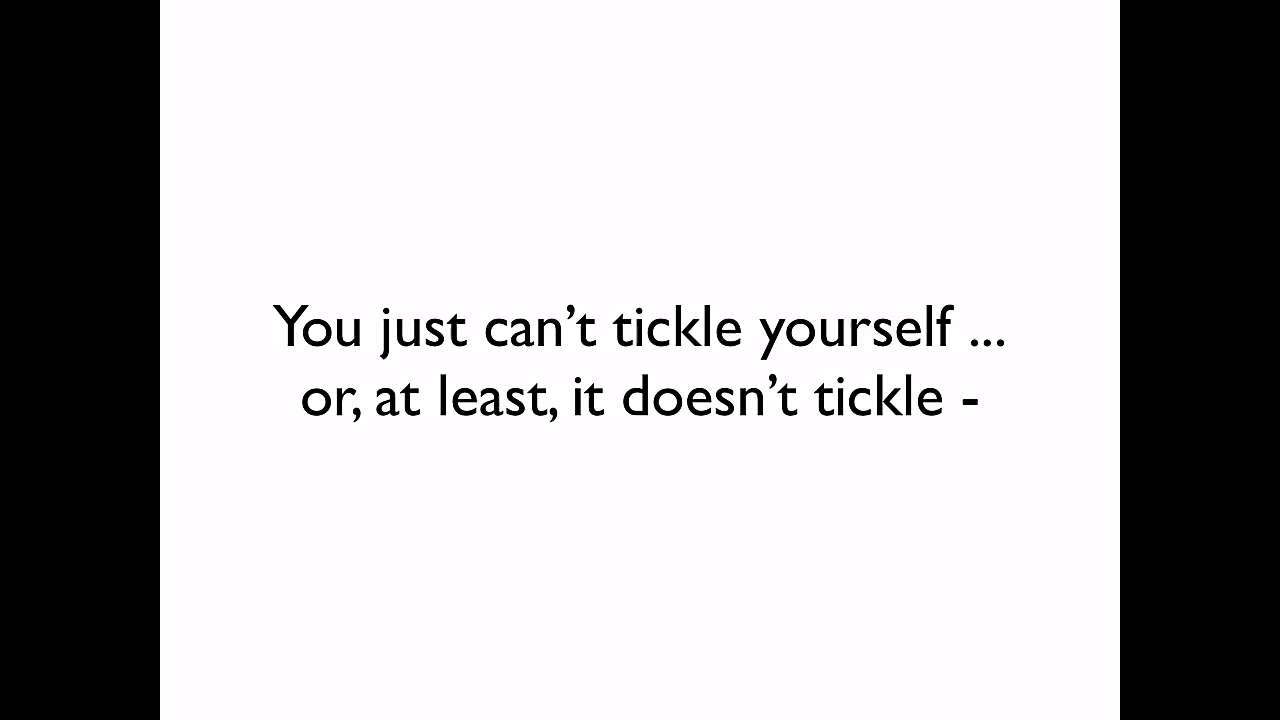 You just can’t tickle yourself ...
or, at least, it doesn’t tickle -